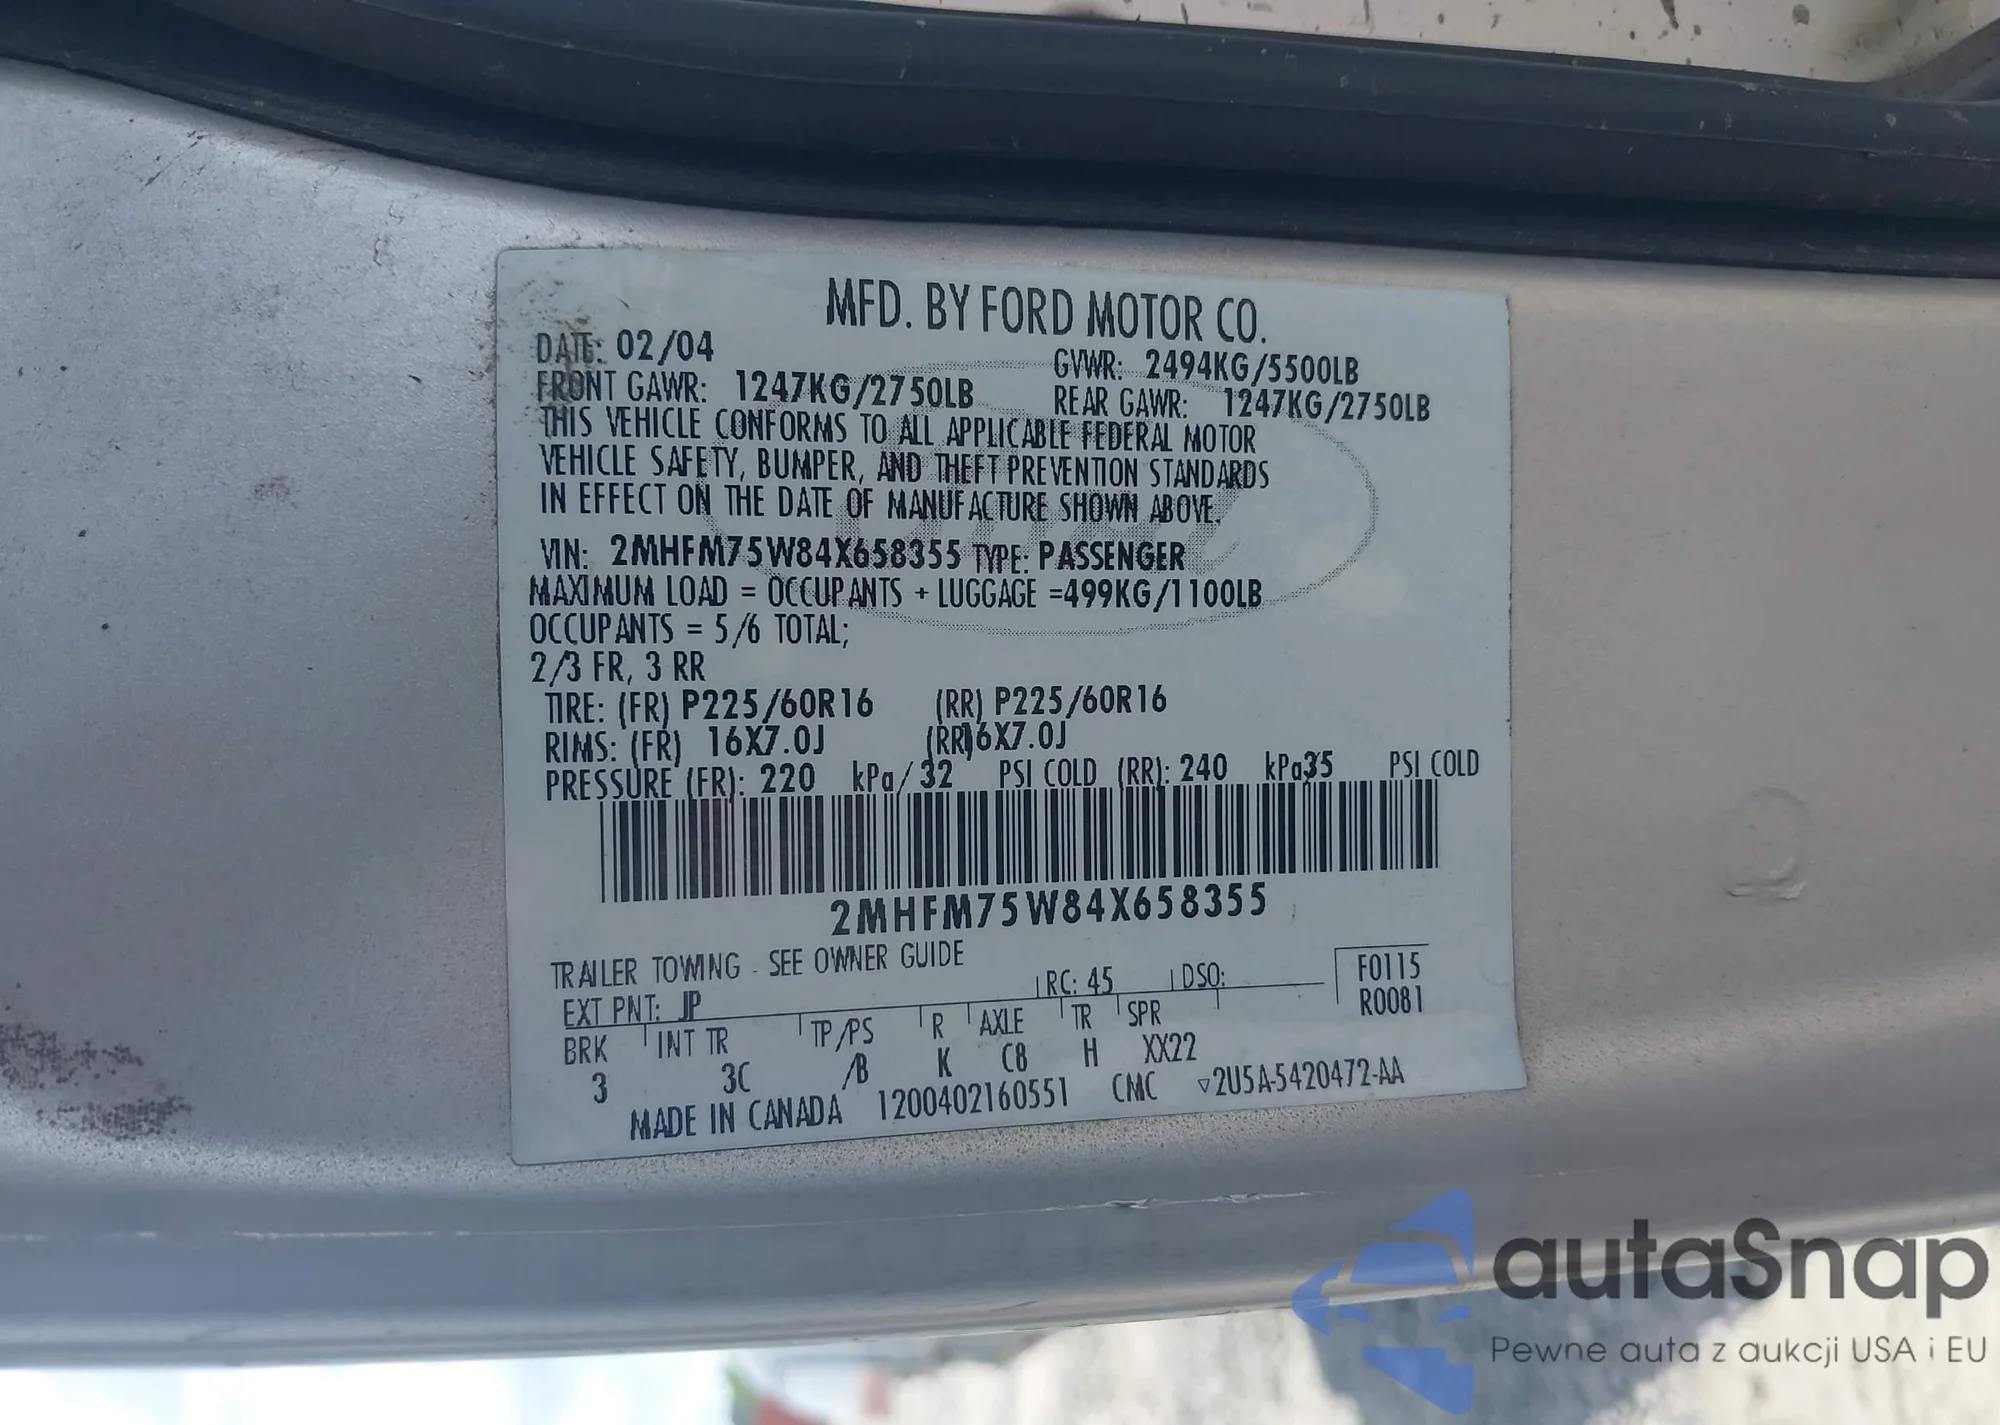 MFD. BY FORD MOTOR CO.
DATE: 02/04
GVWR: 2494KG/5500LB
FRONT GAWR: 1247KG/2750LB
REAR GAWR: 1247KG/2750LB
THIS VEHICLE CONFORMS TO ALL APPLICABLE FEDERAL MOTOR
VEHICLE SAFETY, BUMPER, AND THEFT PREVENTION STANDARDS
IN EFFECT ON THE DATE OF MANUFACTURE SHOWN ABOVE.
VIN: 2MHFM75W84X658355 TYPE: PASSENGER
MAXIMUM LOAD = OCCUPANTS + LUGGAGE =499KG/1100LB
OCCUPANTS = 5/6 TOTAL;
2/3 FR, 3 RR
TIRE: (FR) P225/60R16 (RR) P225/60R16
RIMS: (FR) 16X7.0J (RR)16X7.0J
PRESSURE (FR): 220 kPa/ 32 PSI COLD (RR): 240 kPa/35 PSI COLD
2MHFM75W84X658355
TRAILER TOWING - SEE OWNER GUIDE
EXT PNT: JP RC: 45 DSO: F0115
R0081
BRK INT TR TP/PS R AXLE TR SPR
3 3C /B K C8 H XX22
MADE IN CANADA 1200402160551 CMC ▽2U5A-5420472-AA
autaSnap
Pewne auta z aukcji USA i EU